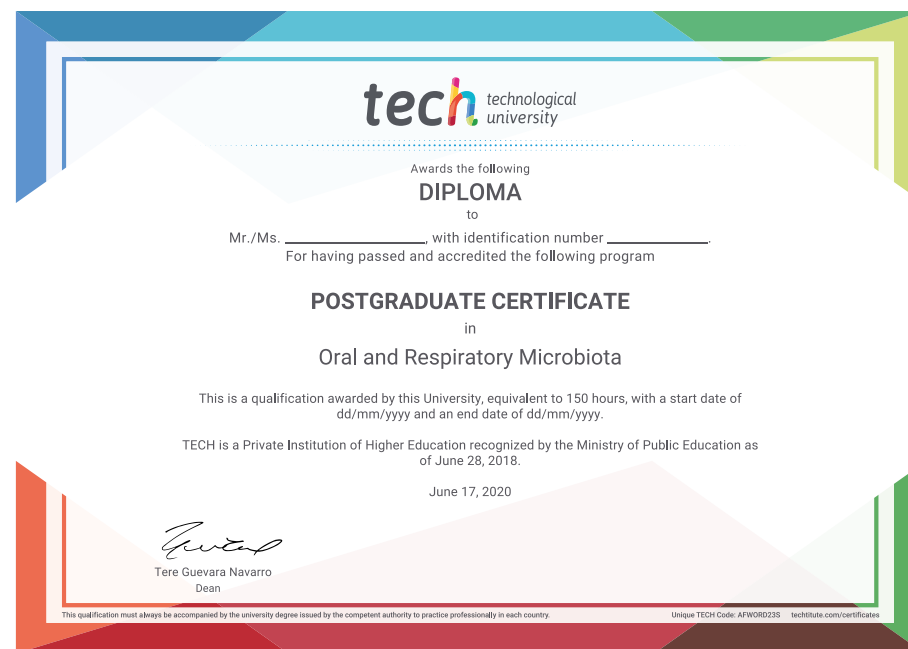 tech technological
university
Awards the following
DIPLOMA
to
Mr./Ms. ____________, with identification number ____________.
For having passed and accredited the following program
POSTGRADUATE CERTIFICATE
in
Oral and Respiratory Microbiota
This is a qualification awarded by this University, equivalent to 150 hours, with a start date of
dd/mm/yyyy and an end date of dd/mm/yyyy.
TECH is a Private Institution of Higher Education recognized by the Ministry of Public Education as
of June 28, 2018.
June 17, 2020
Tere Guevara Navarro
Dean
This qualification must always be accompanied by the university degree issued by the competent authority to practice professionally in each country.
Unique TECH Code: AFWORD23S techtitute.com/certificates